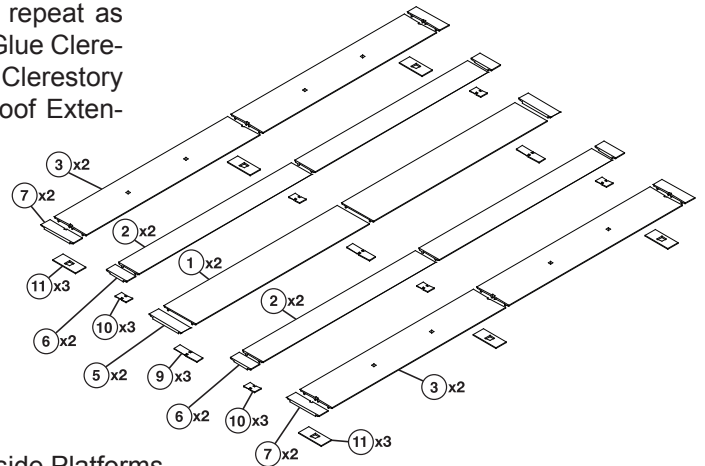 repeat as
Glue Clere-
Clerestory
oof Exten-
3 x2
7 x2
2 x2
1 x2
11 x3
2 x2
10 x3
6 x2
5 x2
9 x3
3 x2
6 x2
10 x3
11 x3
7 x2
side Platforms